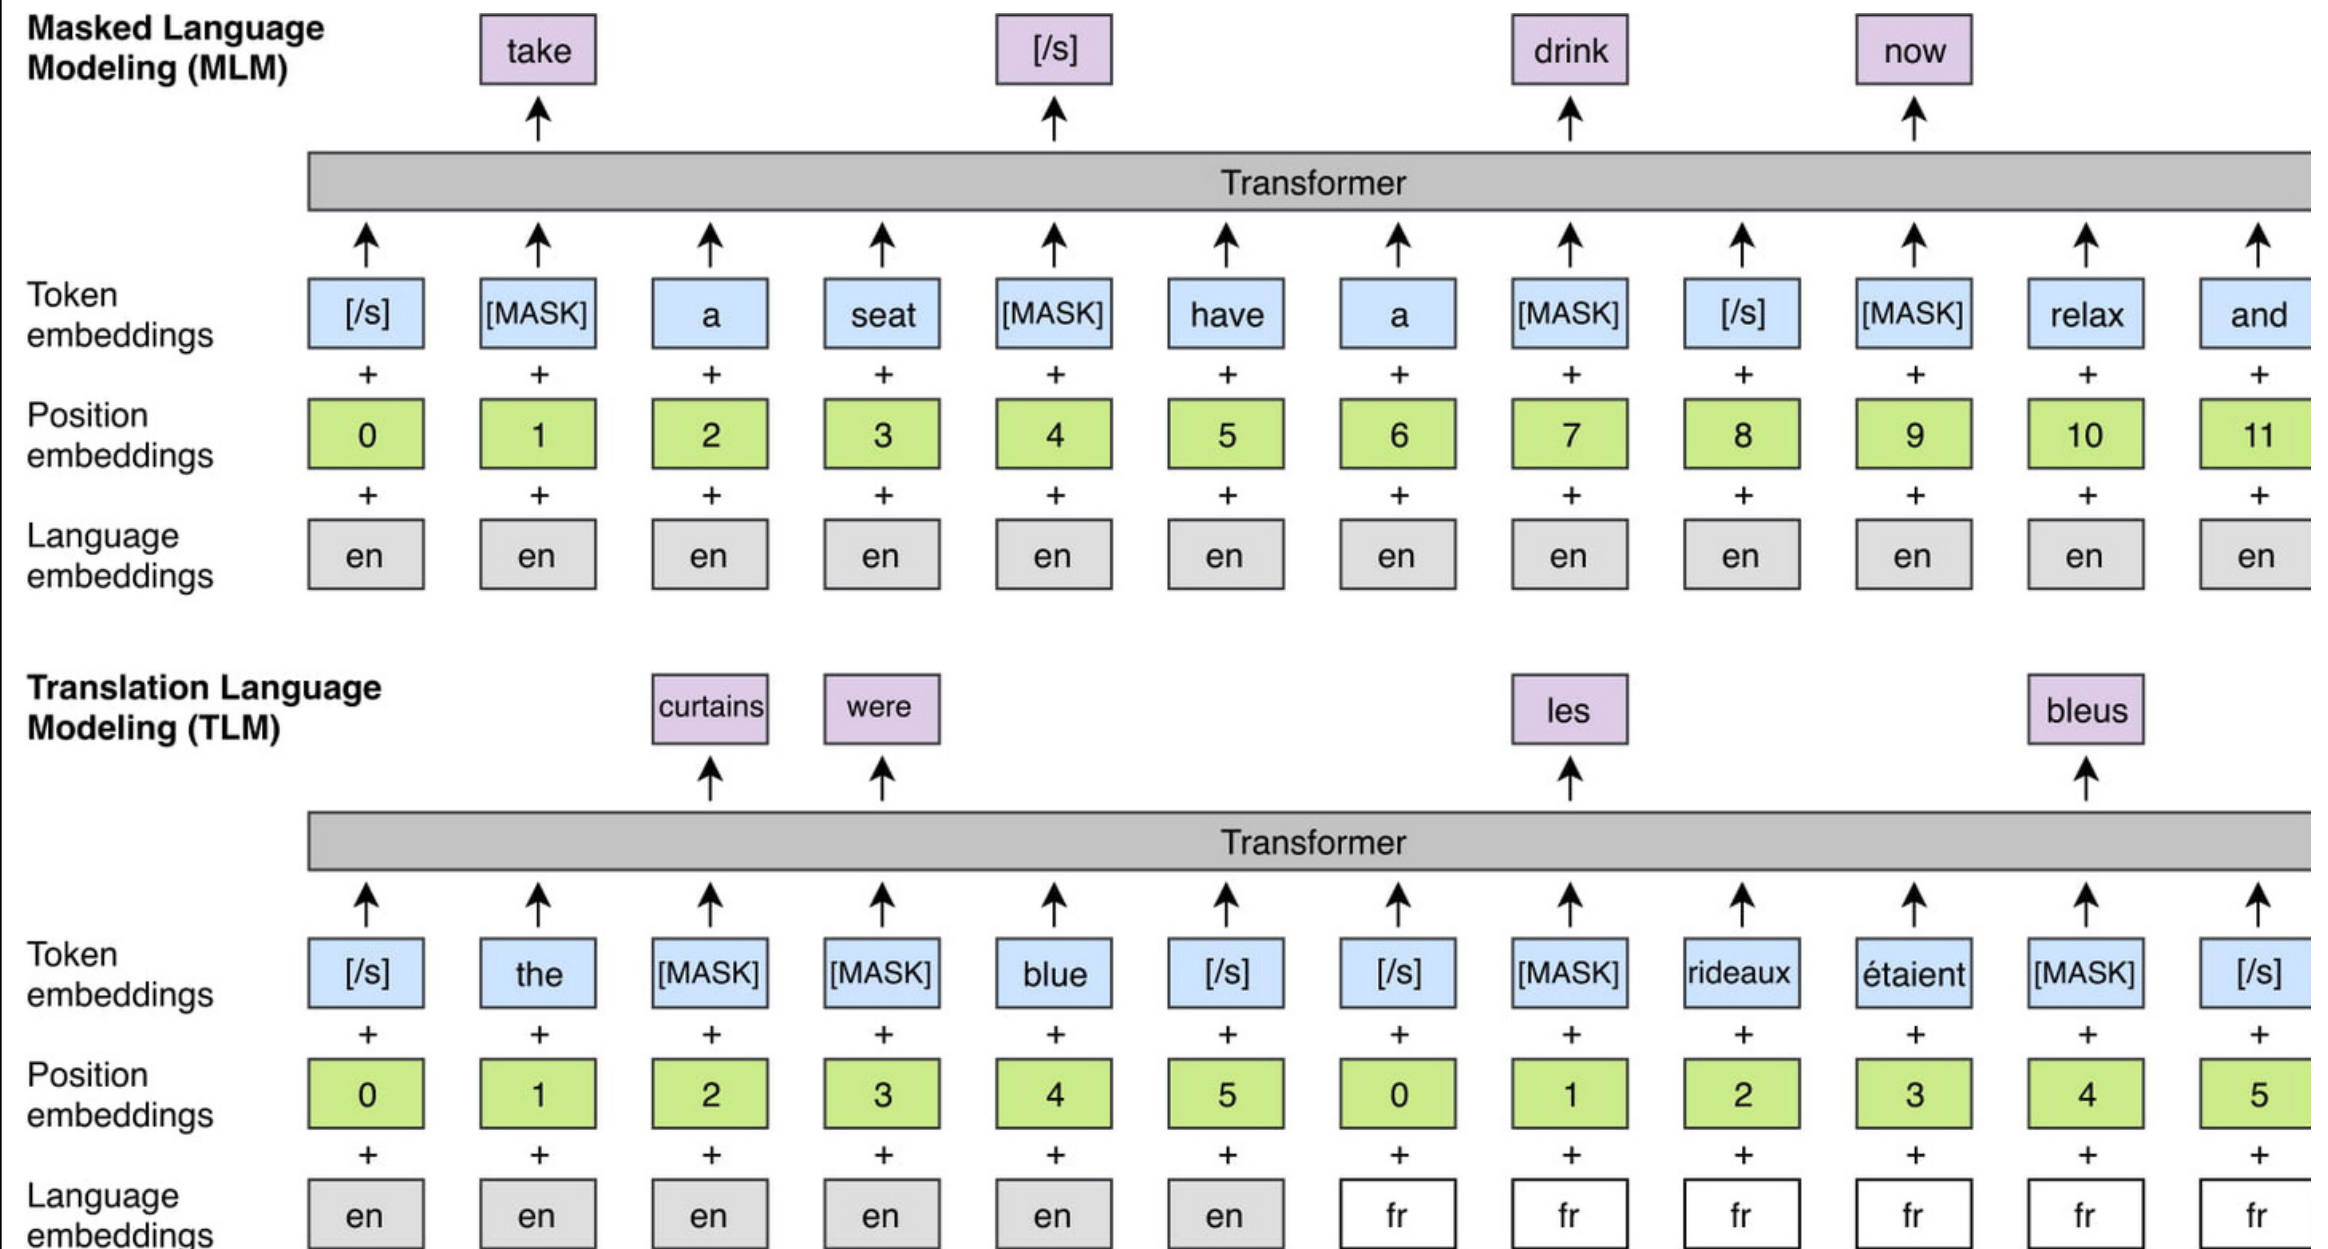 Masked Language
Modeling (MLM)
take [/s] drink now
Transformer
Token
embeddings
[/s] [MASK] a seat [MASK] have a [MASK] [/s] [MASK] relax and
+ + + + + + + + + + + +
Position
embeddings
0 1 2 3 4 5 6 7 8 9 10 11
+ + + + + + + + + + + +
Language
embeddings
en en en en en en en en en en en en
Translation Language
Modeling (TLM)
curtains were les bleus
Transformer
Token
embeddings
[/s] the [MASK] [MASK] blue [/s] [/s] [MASK] rideaux étaient [MASK] [/s]
+ + + + + + + + + + + +
Position
embeddings
0 1 2 3 4 5 0 1 2 3 4 5
+ + + + + + + + + + + +
Language
embeddings
en en en en en en fr fr fr fr fr fr